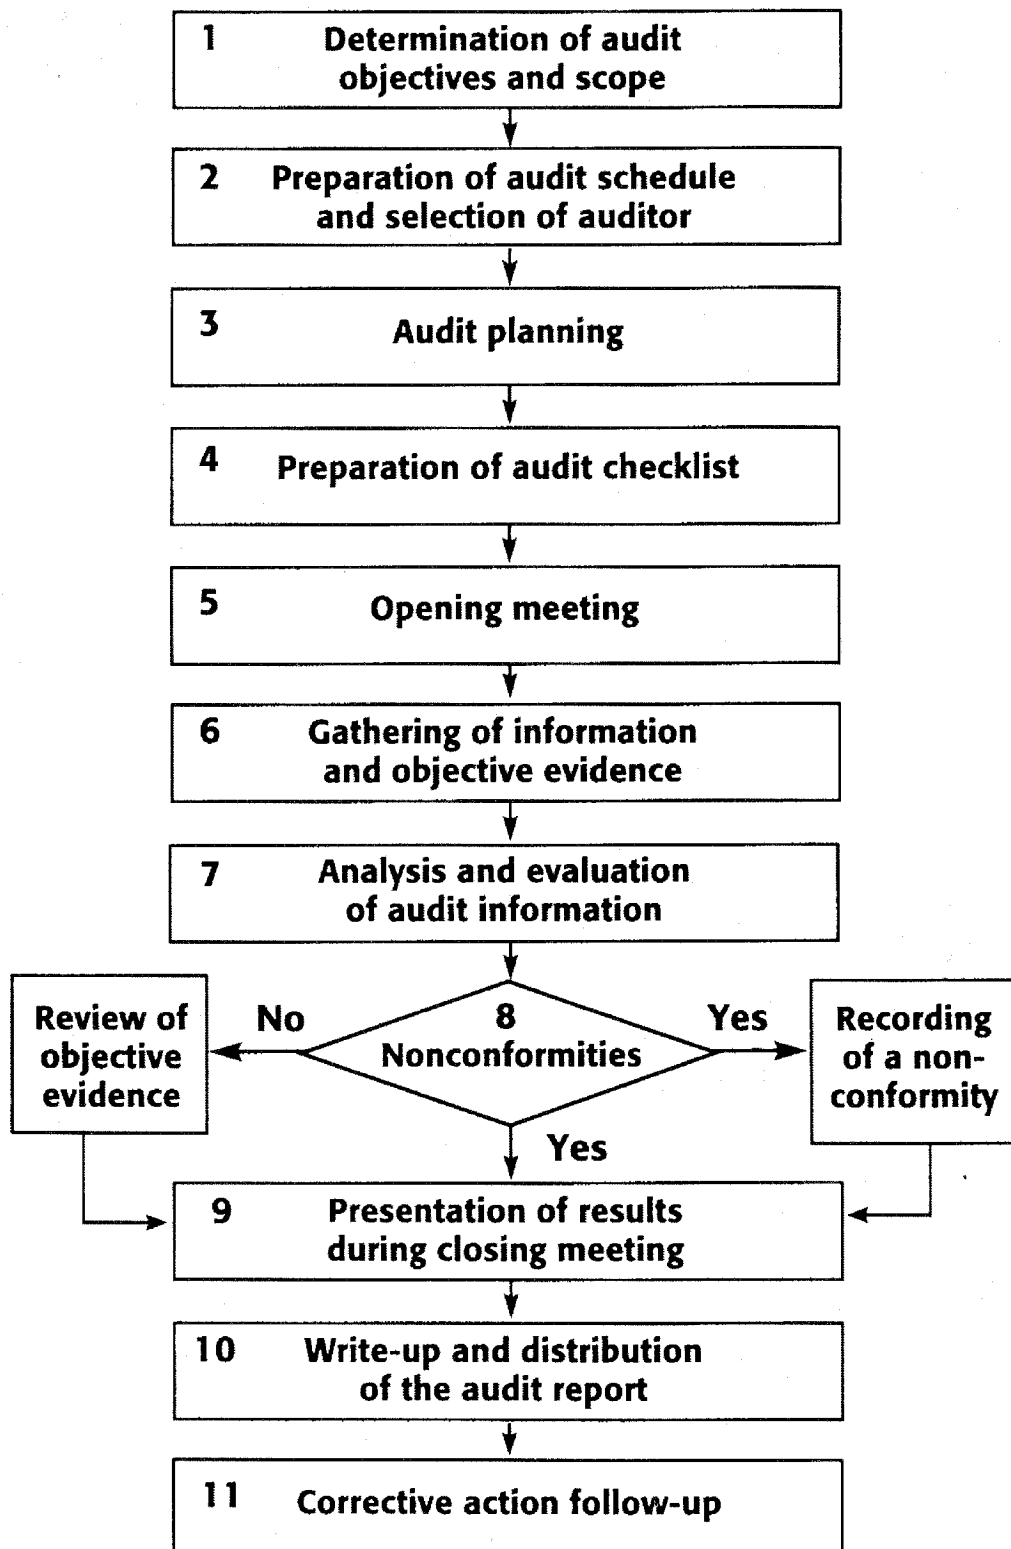 1 Determination of audit
objectives and scope
2 Preparation of audit schedule
and selection of auditor
3 Audit planning
4 Preparation of audit checklist
5 Opening meeting
6 Gathering of information
and objective evidence
7 Analysis and evaluation
of audit information
8
Nonconformities
No
Review of
objective
evidence
Yes
Recording
of a non-
conformity
Yes
9 Presentation of results
during closing meeting
10 Write-up and distribution
of the audit report
11 Corrective action follow-up